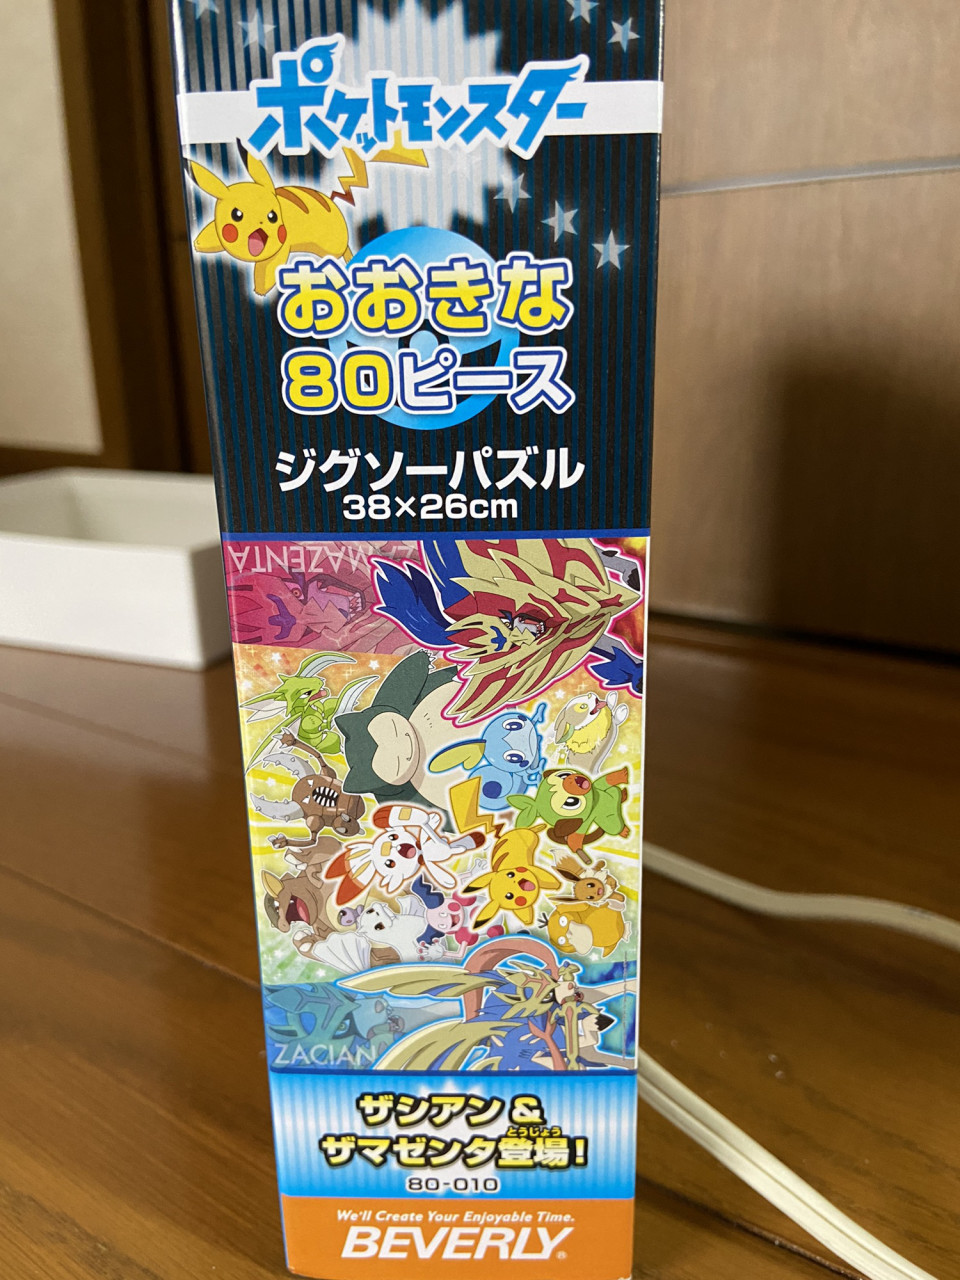 ポケットモンスター
おおきな
80ピース
ジグソーパズル
38×26cm
ZAMAZENTA
ZACIAN
ザシアン&
とうじょう
ザマゼンタ登場!
80-010
We'll Create Your Enjoyable Time.
BEVERLY®